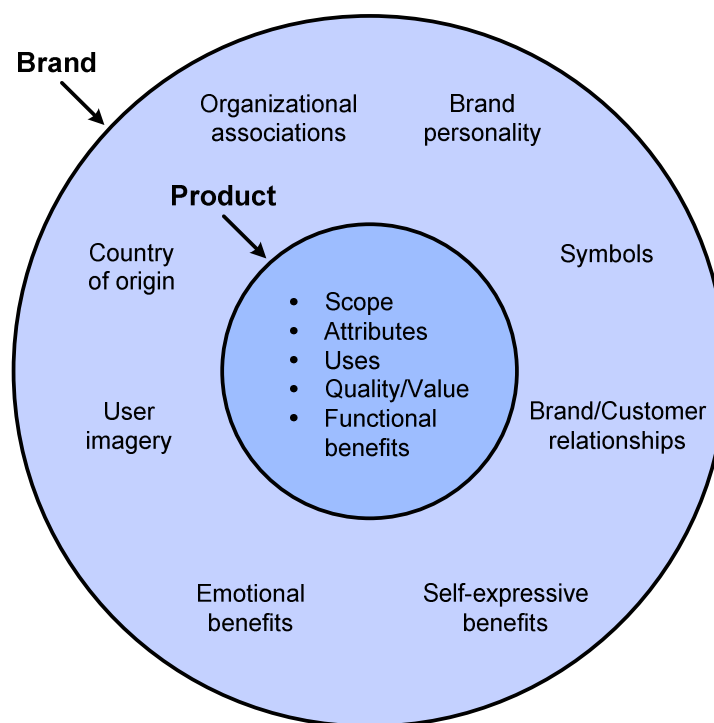 Brand
Organizational
associations
Brand
personality
Product
Country
of origin
Symbols
• Scope
• Attributes
• Uses
• Quality/Value
• Functional
benefits
User
imagery
Brand/Customer
relationships
Emotional
benefits
Self-expressive
benefits